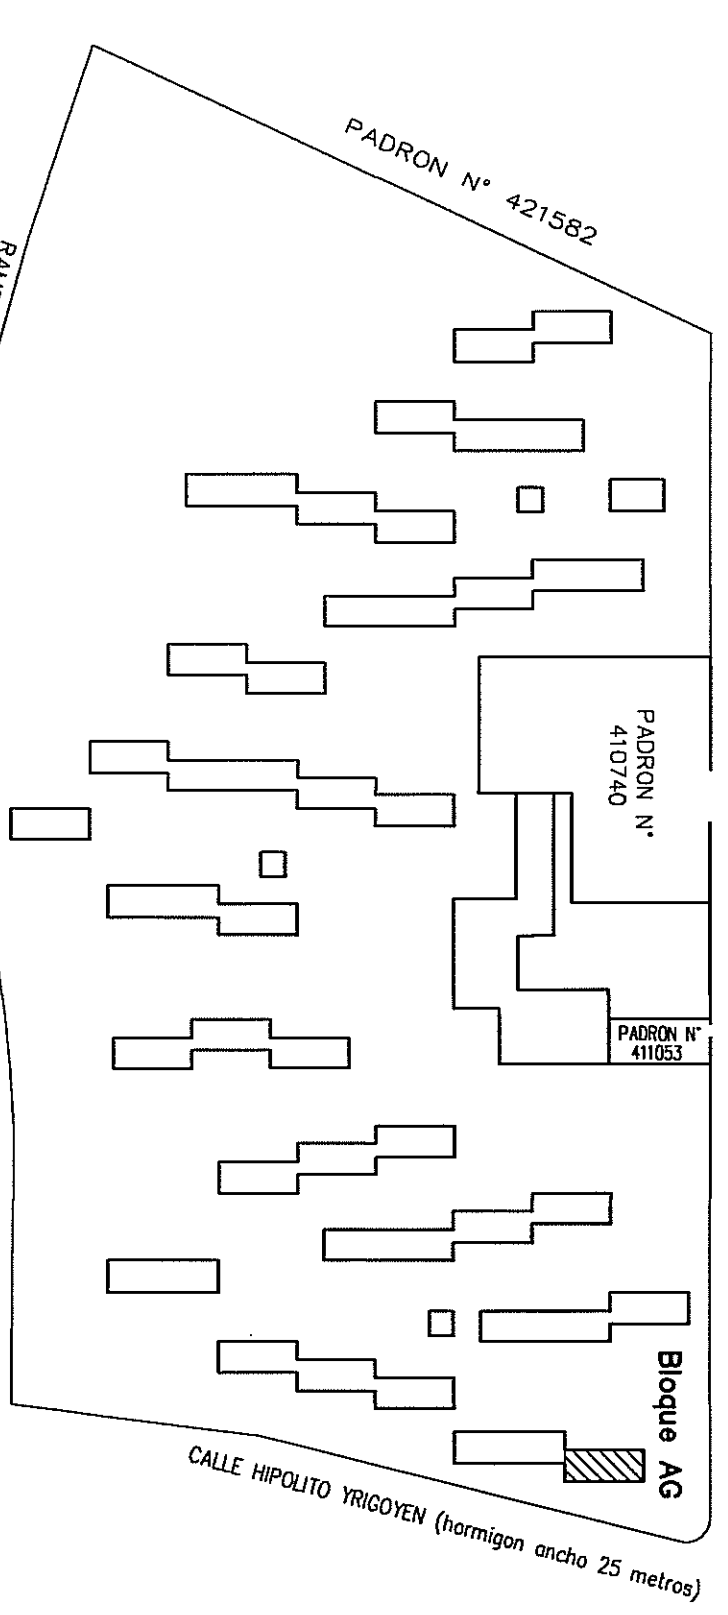 PADRON N° 421582
PADRON N°
410740
PADRON N°
411053
Bloque AG
CALLE HIPOLITO YRIGOYEN (hormigon ancho 25 metros)